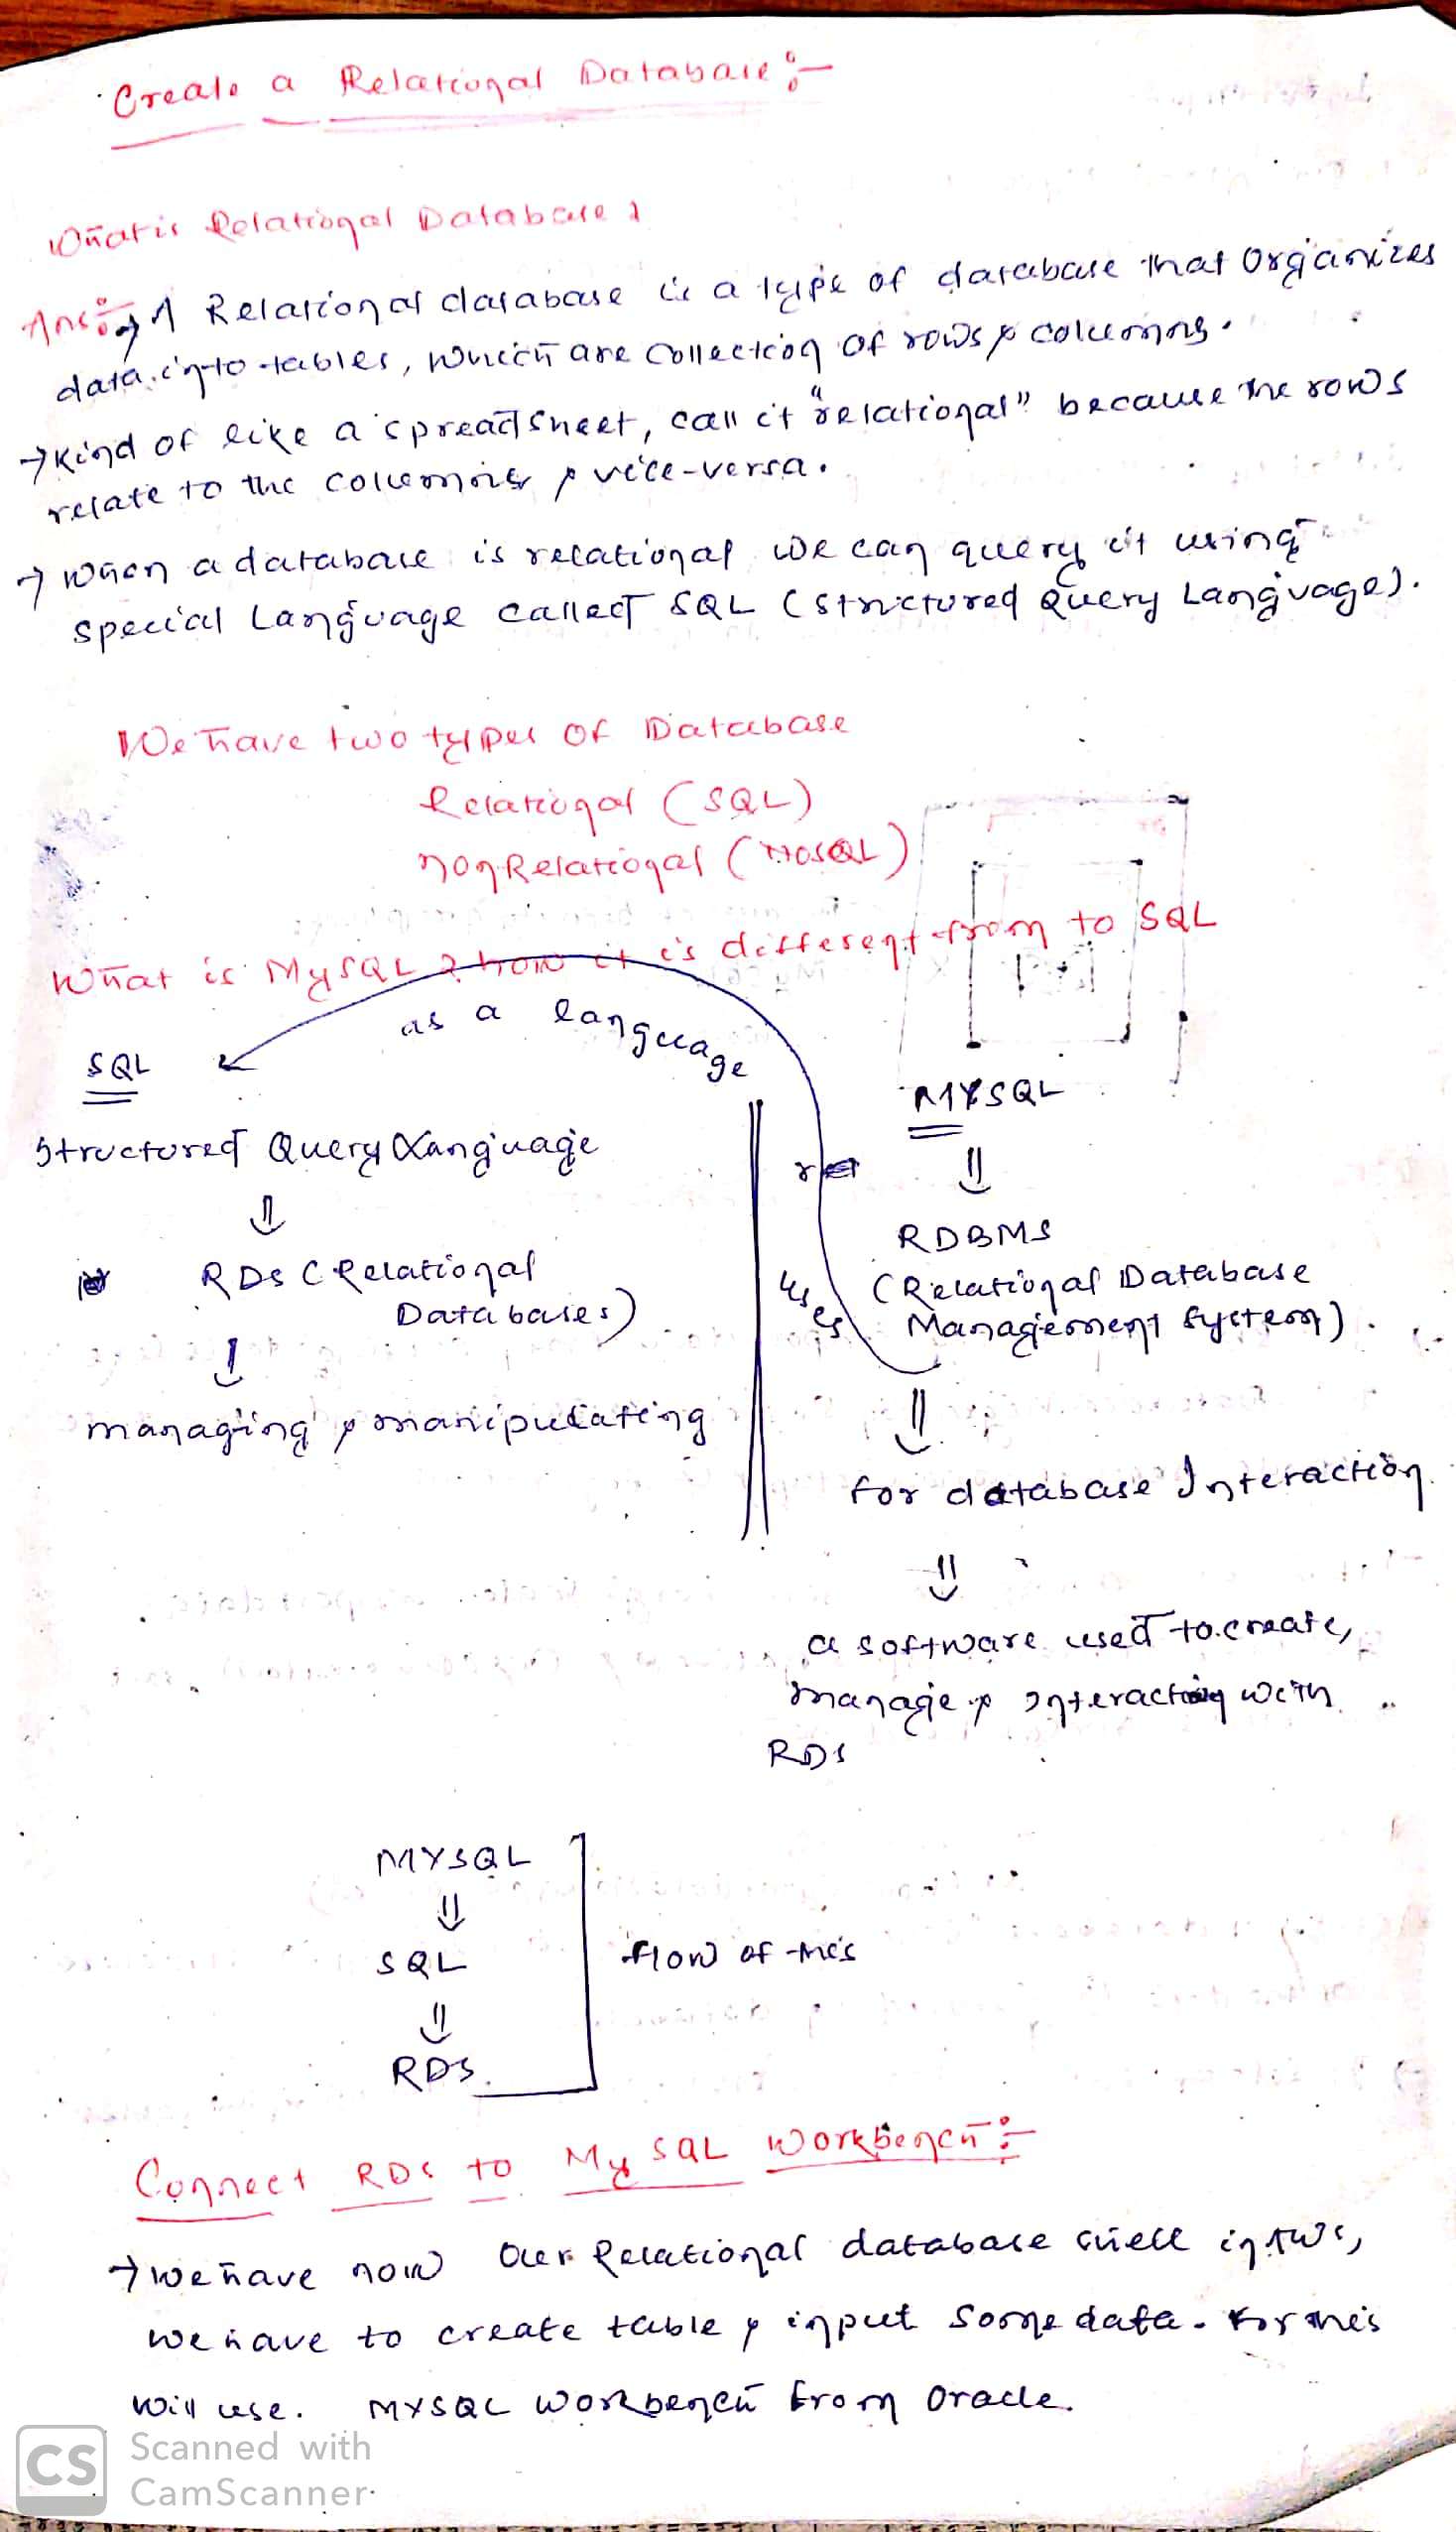 Create a Relational Database :-
What is Relational Database ?
Ans:- → A Relational database is a type of database that Organizes
data into tables, which are collection of rows & columns.
→ Kind of like a spreadsheet, call it "relational" because the rows
relate to the columns & vice-versa.
→ When a database is relational we can query it using
special Language called SQL (Structured Query Language).
We have two types of Database
Relational (SQL)
non Relational (NOSQL)
What is MySQL ? how it is different from to SQL
as a language
SQL
MYSQL
Structured Query Language
⇓
⇓
RDBMS
RDS (Relational
Databases)
Uses
(Relational Database
Management System).
⇓
managing & manipulating
⇓
for database Interaction
⇓
a software used to create,
manage & interacting with
RDS
MYSQL
⇓
SQL
flow of this
⇓
RDS.
Connect RDS to My SQL Workbench :-
→ we have now Our Relational database shell in AWS,
we have to create table & input some data. For this
will use. MYSQL Workbench from Oracle.
CS
Scanned with
CamScanner